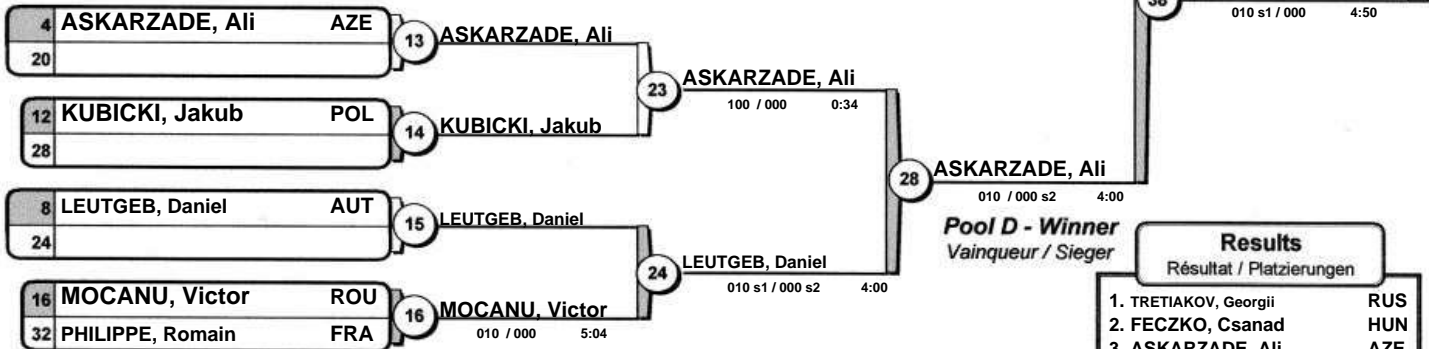 4 ASKARZADE, Ali AZE
20
13 ASKARZADE, Ali
12 KUBICKI, Jakub POL
28
14 KUBICKI, Jakub
23 ASKARZADE, Ali
100 / 000 0:34
8 LEUTGEB, Daniel AUT
24
15 LEUTGEB, Daniel
16 MOCANU, Victor ROU
32 PHILIPPE, Romain FRA
16 MOCANU, Victor
010 / 000 5:04
24 LEUTGEB, Daniel
010 s1 / 000 s2 4:00
28 ASKARZADE, Ali
010 / 000 s2 4:00
Pool D - Winner
Vainqueur / Sieger
010 s1 / 000 4:50
Results
Résultat / Platzierungen
1. TRETIAKOV, Georgii RUS
2. FECZKO, Csanad HUN
3. ASKARZADE, Ali AZE